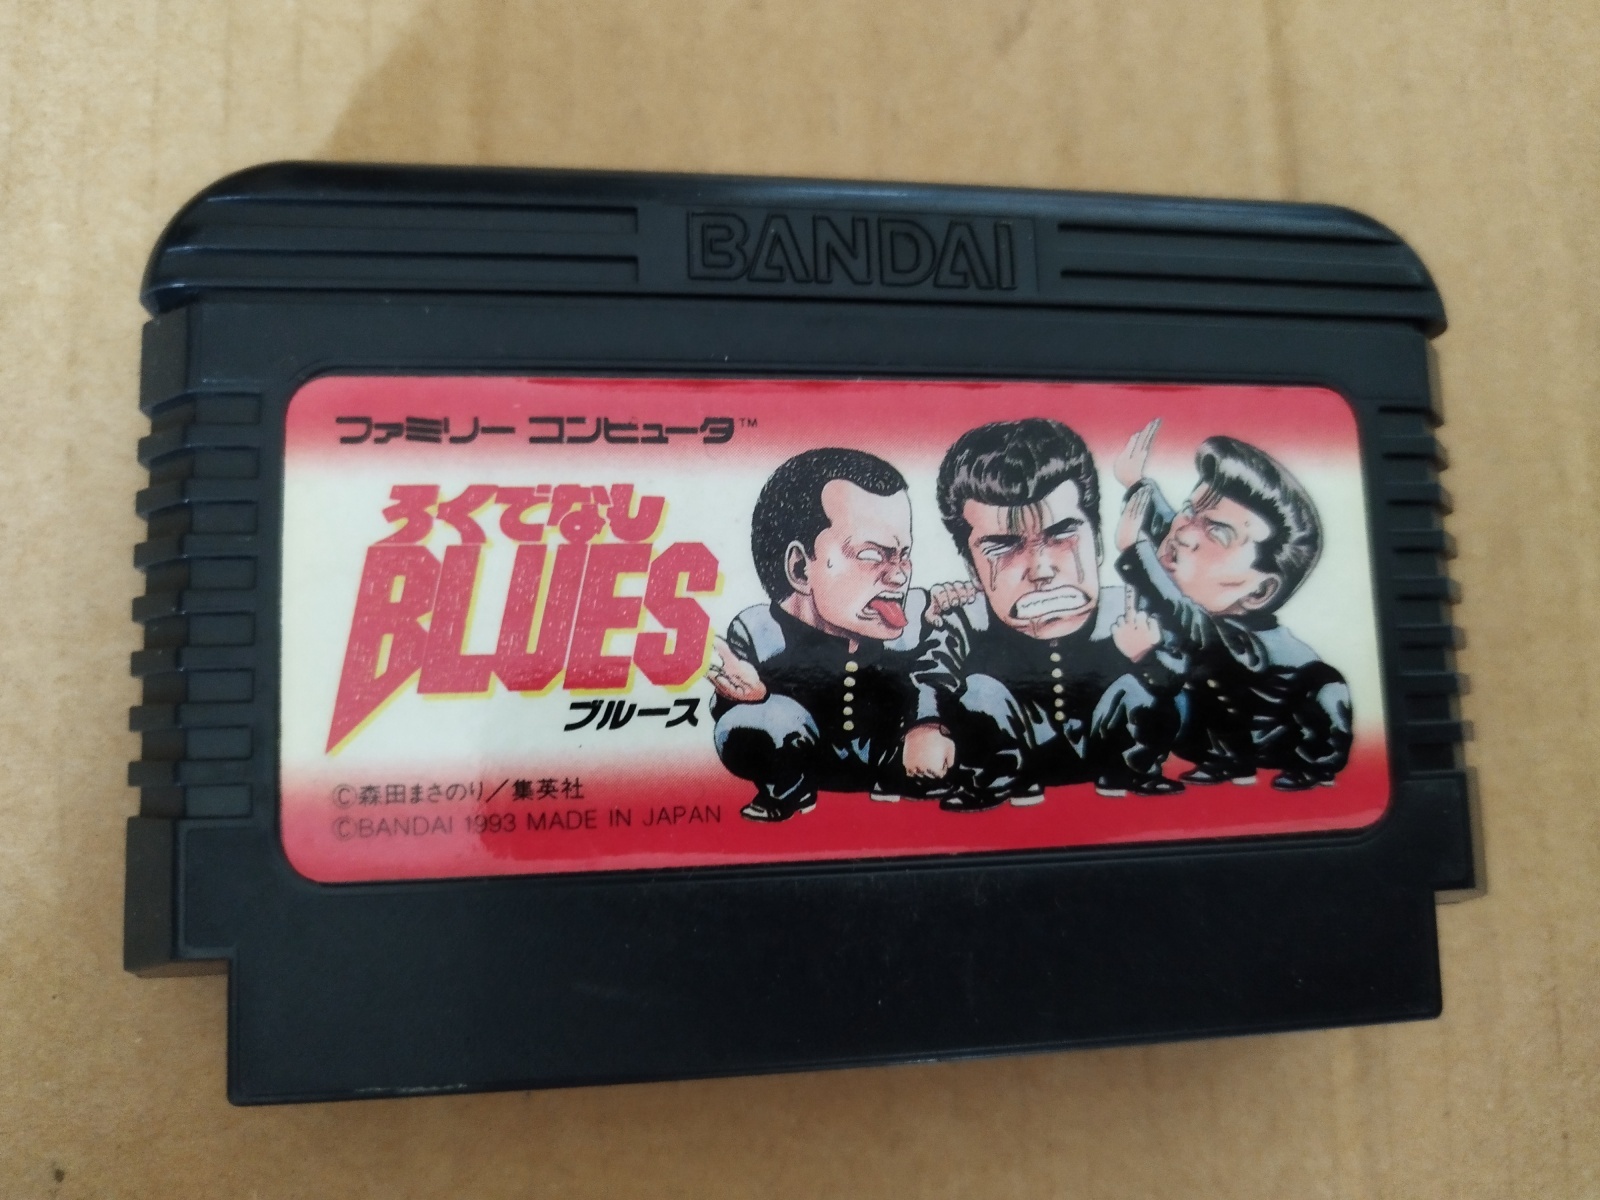 BANDAI
ファミリー コンピュータ™
ろくでなし
BLUES
ブルース
©森田まさのり／集英社
©BANDAI 1993 MADE IN JAPAN